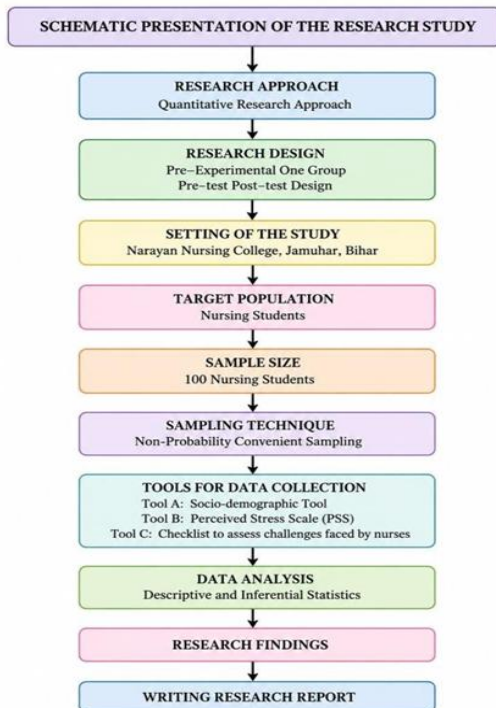 SCHEMATIC PRESENTATION OF THE RESEARCH STUDY
RESEARCH APPROACH
Quantitative Research Approach
RESEARCH DESIGN
Pre–Experimental One Group
Pre–test Post–test Design
SETTING OF THE STUDY
Narayan Nursing College, Jamuhar, Bihar
TARGET POPULATION
Nursing Students
SAMPLE SIZE
100 Nursing Students
SAMPLING TECHNIQUE
Non–Probability Convenient Sampling
TOOLS FOR DATA COLLECTION
Tool A: Socio-demographic Tool
Tool B: Perceived Stress Scale (PSS)
Tool C: Checklist to assess challenges faced by nurses
DATA ANALYSIS
Descriptive and Inferential Statistics
RESEARCH FINDINGS
WRITING RESEARCH REPORT